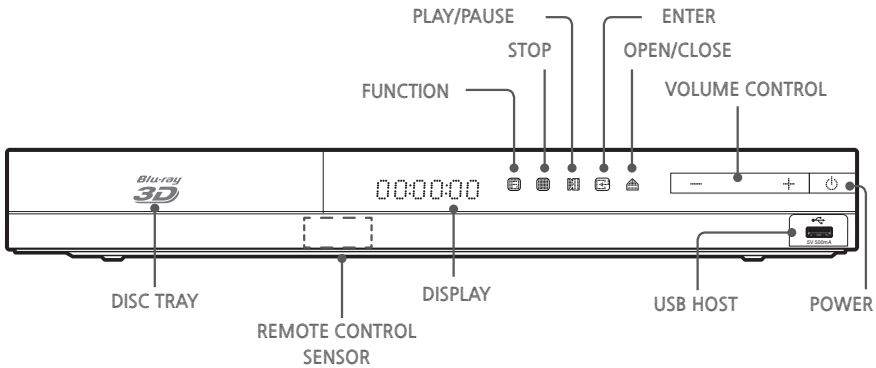 PLAY/PAUSE
ENTER
STOP
OPEN/CLOSE
FUNCTION
VOLUME CONTROL
Blu-ray
3D
00:00:00
5V 500mA
DISC TRAY
DISPLAY
USB HOST
POWER
REMOTE CONTROL
SENSOR